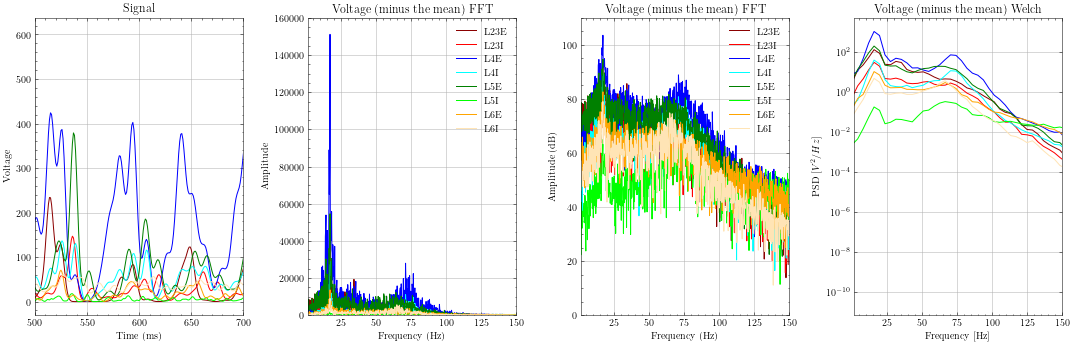 Signal
Voltage
600
500
400
300
200
100
0
500
550
600
650
700
Time (ms)
Voltage (minus the mean) FFT
Amplitude
160000
140000
120000
100000
80000
60000
40000
20000
0
25
50
75
100
125
150
Frequency (Hz)
L23E
L23I
L4E
L4I
L5E
L5I
L6E
L6I
Voltage (minus the mean) FFT
Amplitude (dB)
100
80
60
40
20
0
25
50
75
100
125
150
Frequency (Hz)
L23E
L23I
L4E
L4I
L5E
L5I
L6E
L6I
Voltage (minus the mean) Welch
PSD [V²/Hz]
10²
10⁰
10⁻²
10⁻⁴
10⁻⁶
10⁻⁸
10⁻¹⁰
25
50
75
100
125
150
Frequency [Hz]